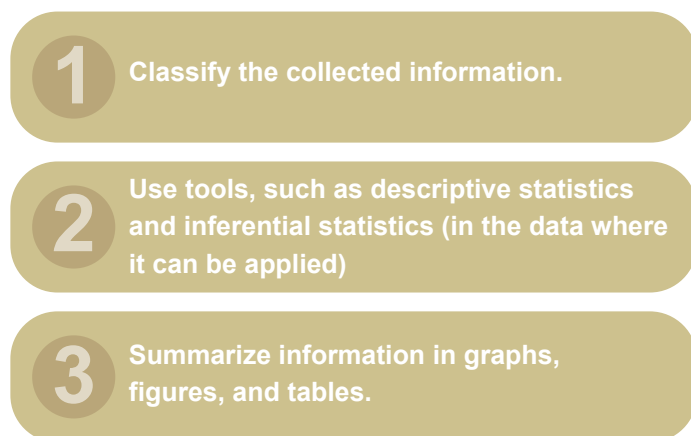 1
Classify the collected information.
2
Use tools, such as descriptive statistics
and inferential statistics (in the data where
it can be applied)
3
Summarize information in graphs,
figures, and tables.